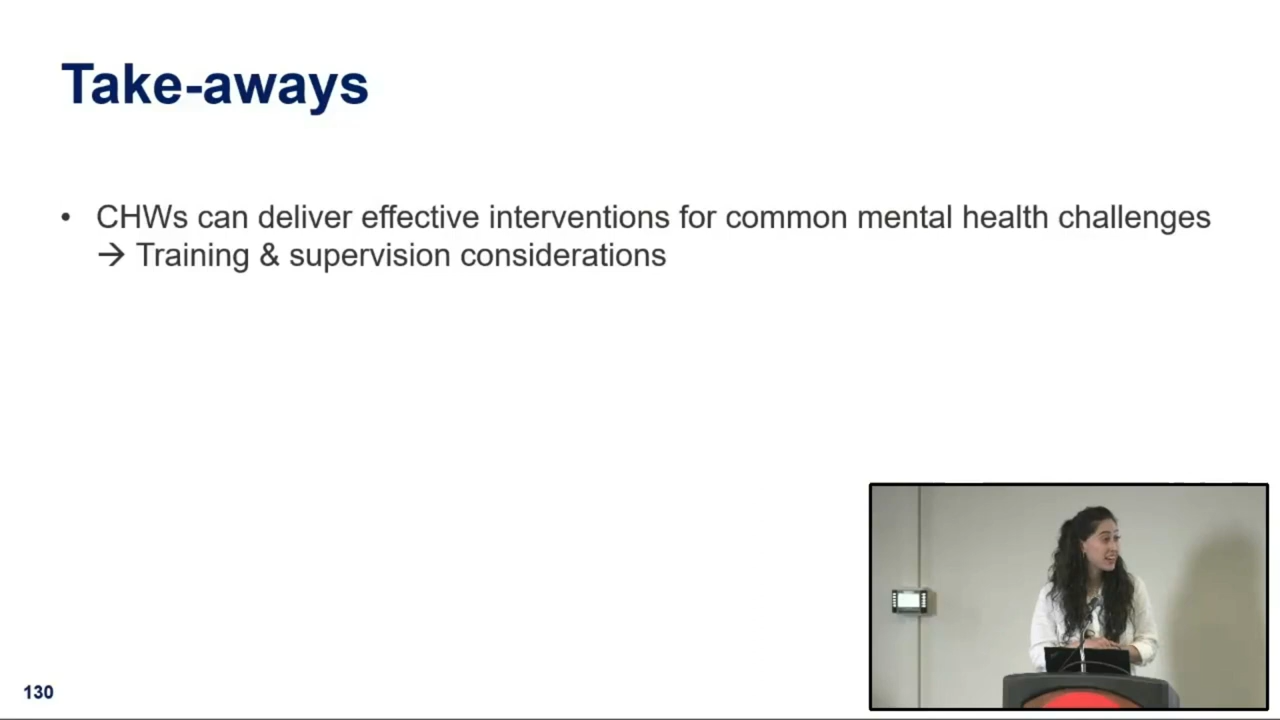 Take-aways
• CHWs can deliver effective interventions for common mental health challenges
→ Training & supervision considerations
130